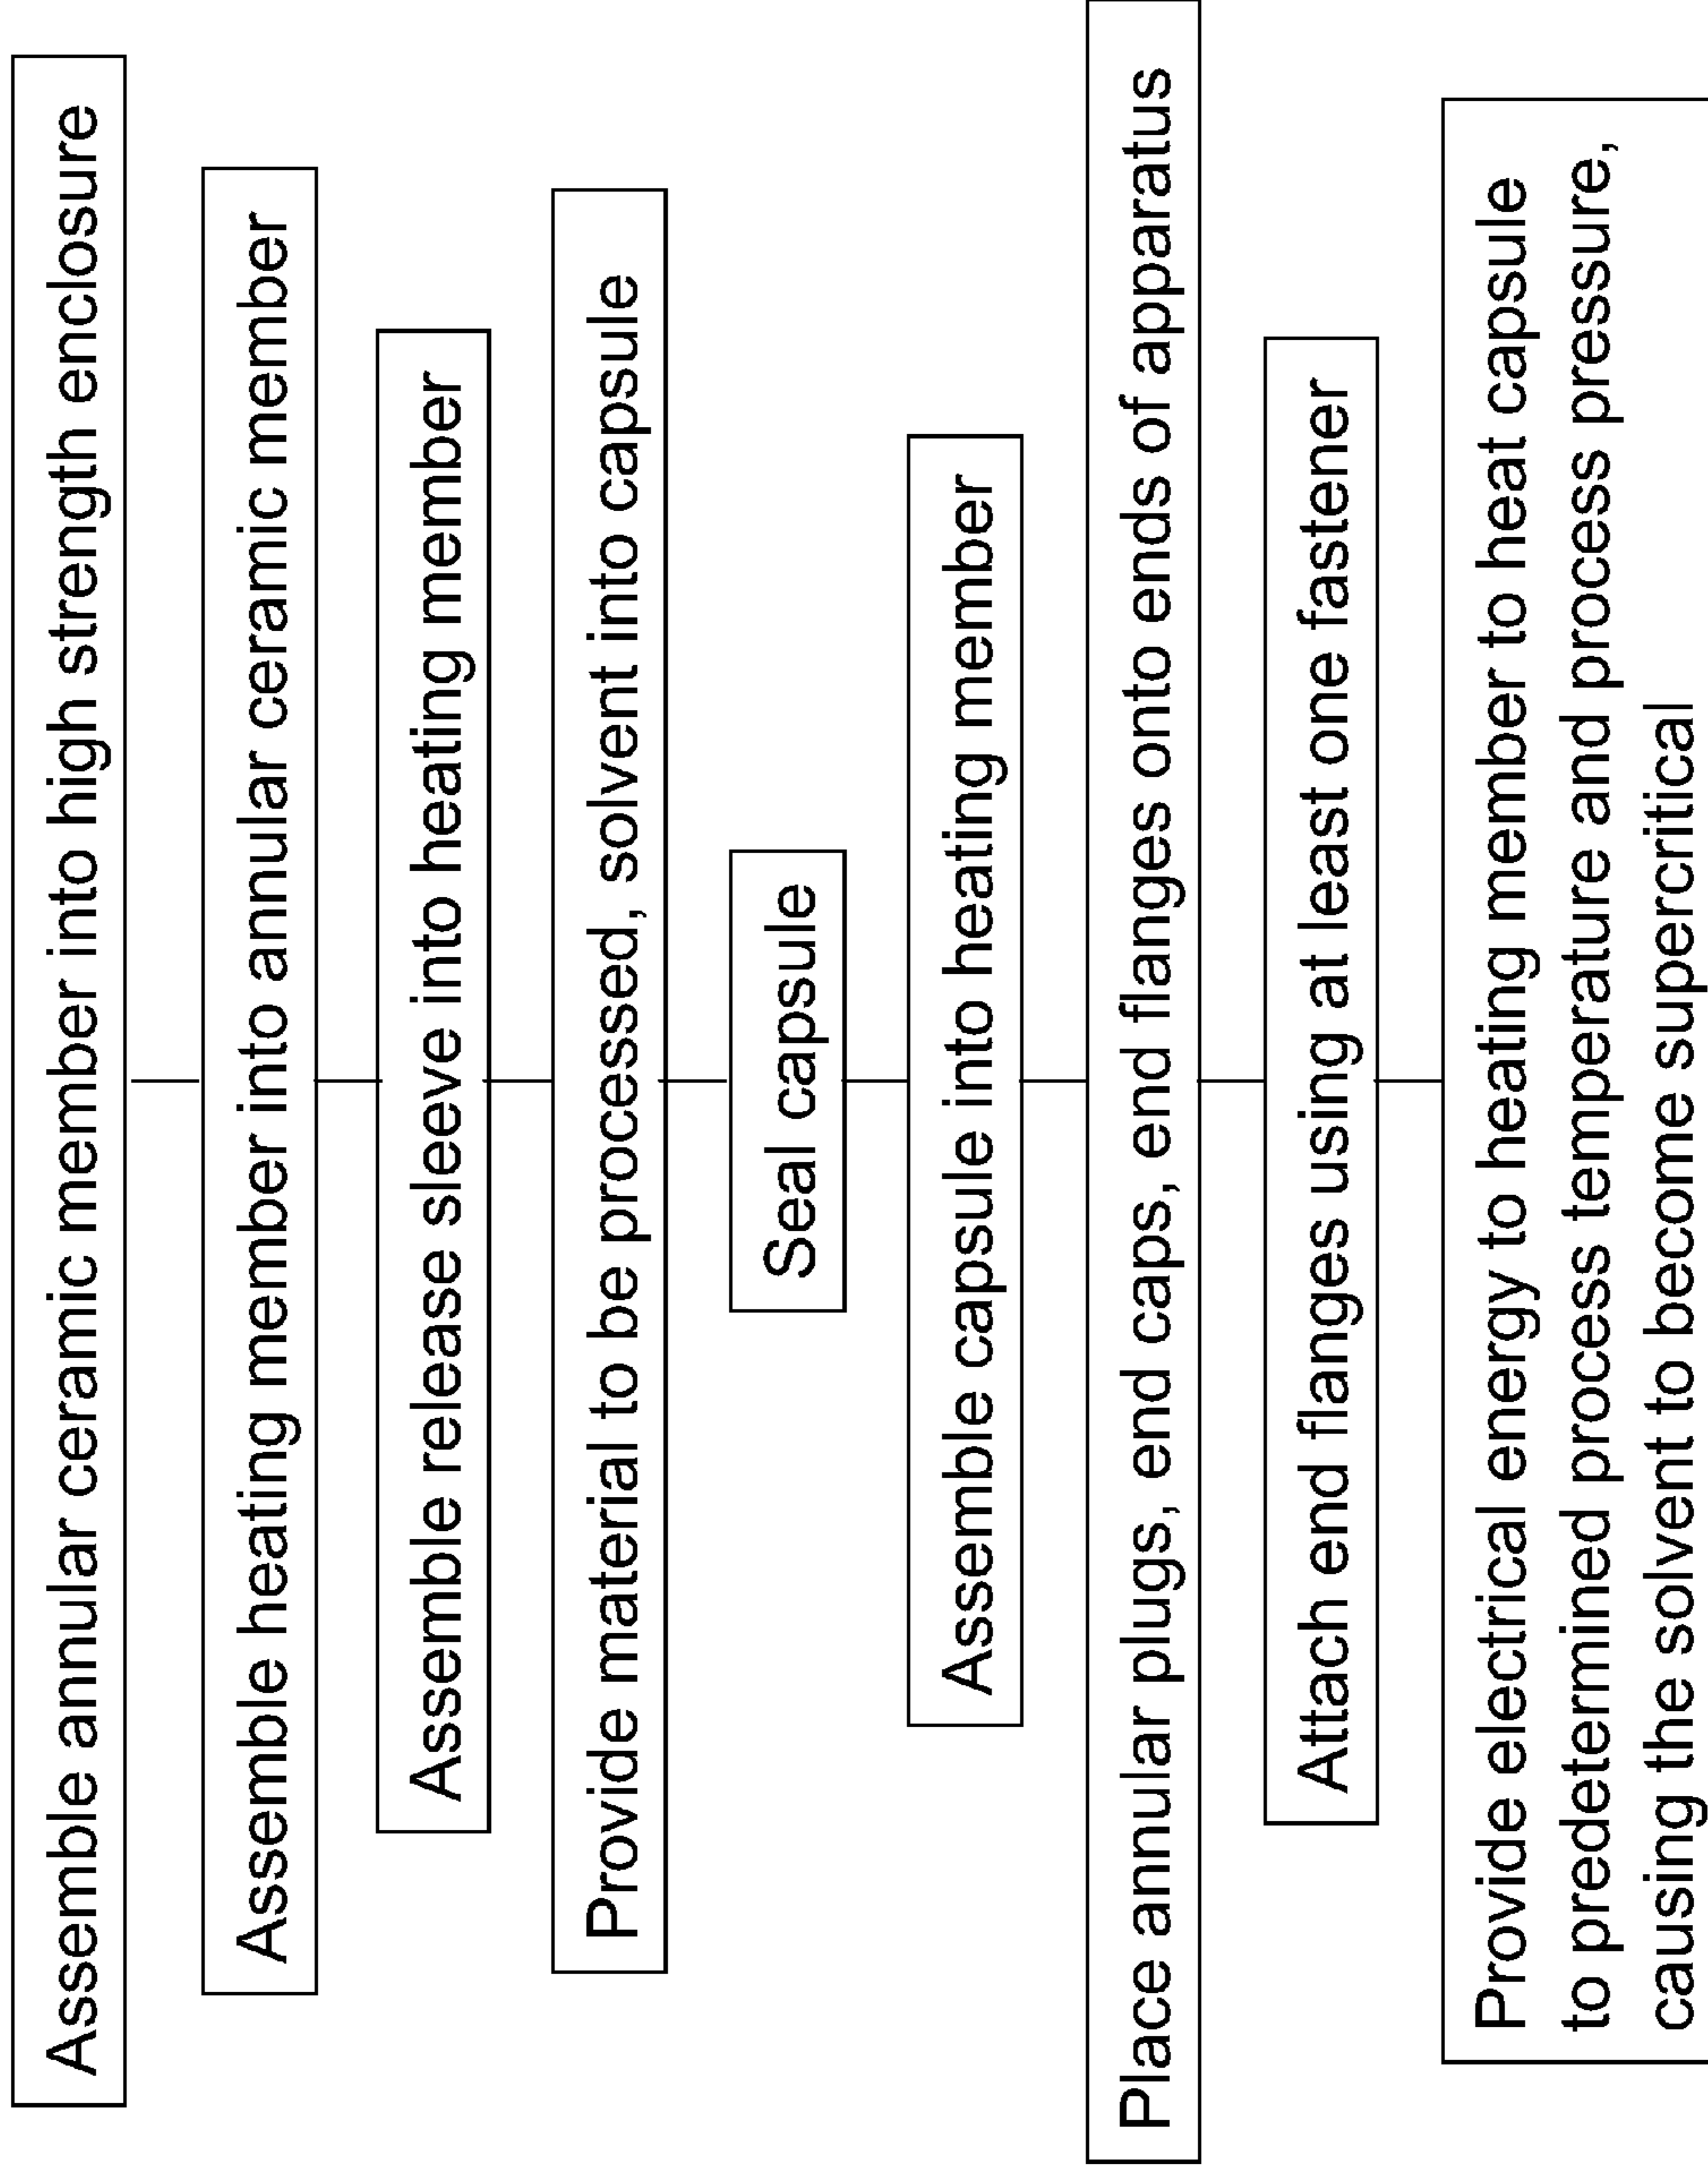 Assemble annular ceramic member into high strength enclosure
Assemble heating member into annular ceramic member
Assemble release sleeve into heating member
Provide material to be processed, solvent into capsule
Seal capsule
Assemble capsule into heating member
Place annular plugs, end caps, end flanges onto ends of apparatus
Attach end flanges using at least one fastener
Provide electrical energy to heating member to heat capsule
to predetermined process temperature and process pressure,
causing the solvent to become supercritical